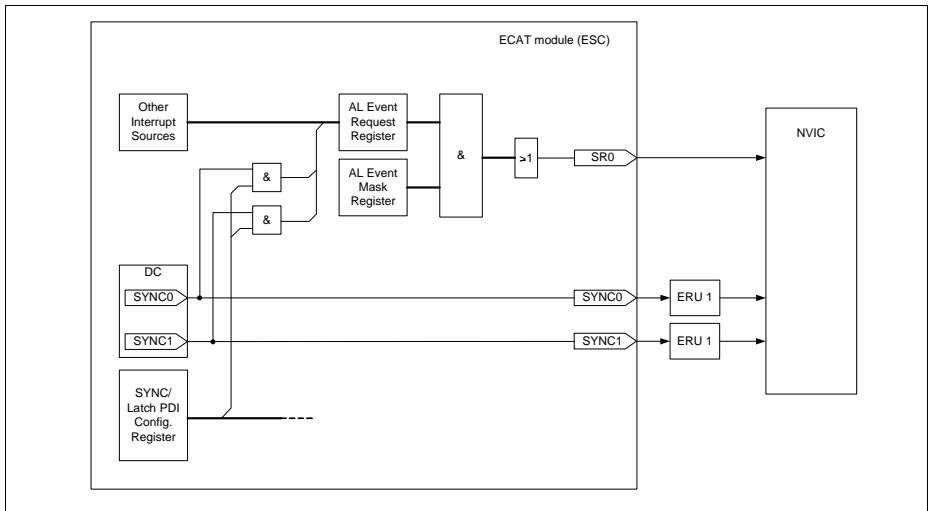 ECAT module (ESC)
Other
Interrupt
Sources
AL Event
Request
Register
AL Event
Mask
Register
&
>1
SR0
NVIC
&
&
DC
SYNC0
SYNC0
ERU 1
SYNC1
SYNC1
ERU 1
SYNC/
Latch PDI
Config.
Register